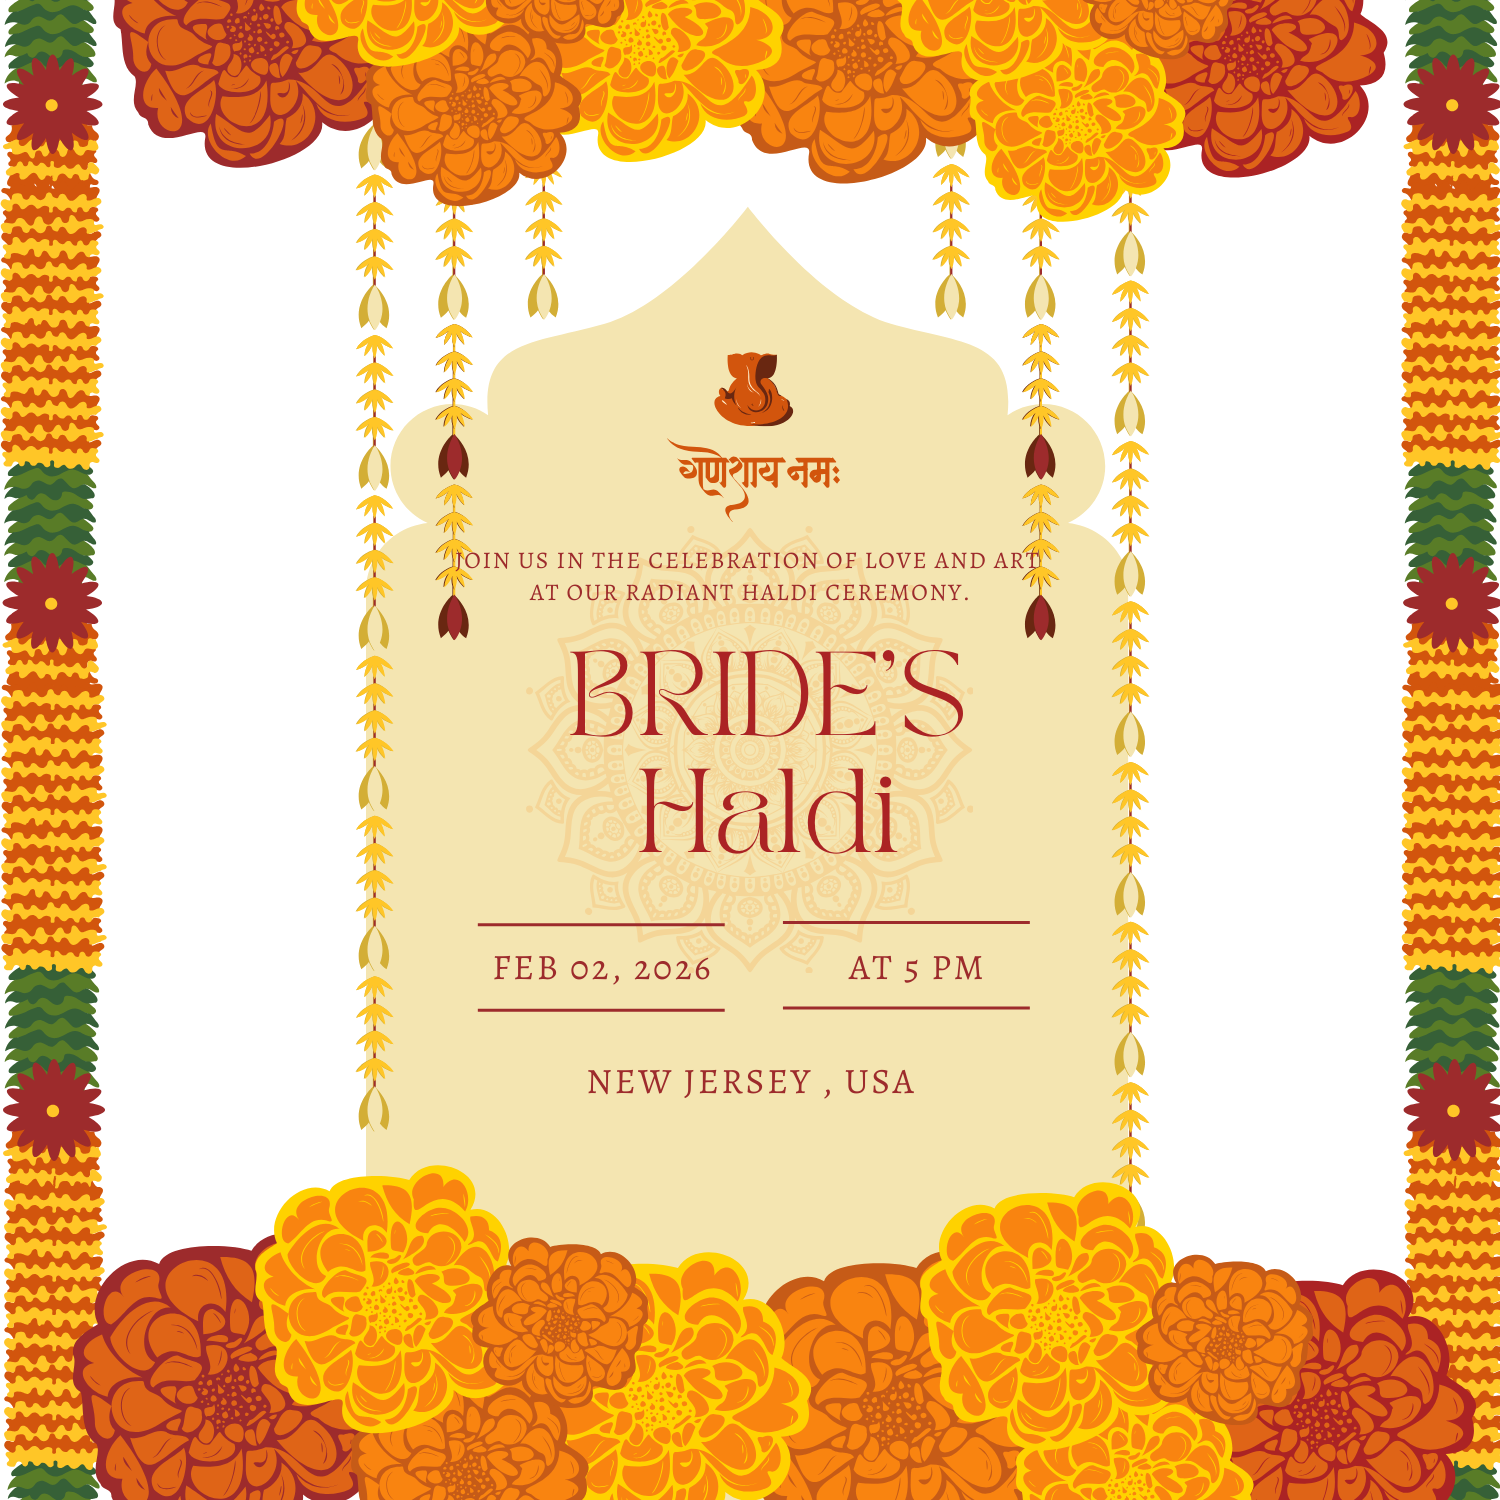 गणेशाय नमः
JOIN US IN THE CELEBRATION OF LOVE AND ART
AT OUR RADIANT HALDI CEREMONY.
BRIDE'S
Haldi
FEB 02, 2026
AT 5 PM
NEW JERSEY , USA